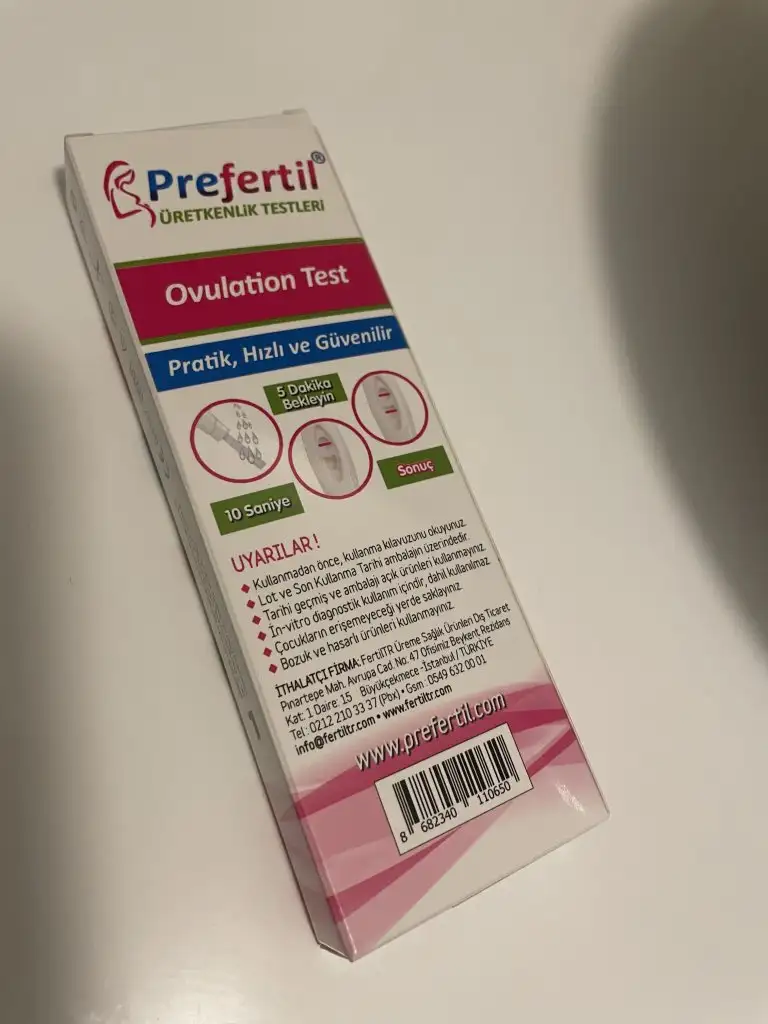 Prefertil®
ÜRETKENLİK TESTLERİ
Ovulation Test
Pratik, Hızlı ve Güvenilir
5 Dakika
Bekleyin
10 Saniye
Sonuç
UYARILAR !
Kullanmadan önce, kullanma kılavuzunu okuyunuz.
Lot ve Son Kullanma Tarihi ambalajın üzerindedir.
Tarihi geçmiş ve ambalajı açık ürünleri kullanmayınız.
İn-vitro diagnostik kullanım içindir, dahil kullanılmaz.
Çocukların erişemeyeceği yerde saklayınız.
Bozuk ve hasarlı ürünleri kullanmayınız.
İTHALATÇI FİRMA: FertilTR Üreme Sağlık Ürünleri Dış Ticaret
Pınartepe Mah. Avrupa Cad. No: 47 Ofisimiz Beykent Rezidans
Kat: 1 Daire: 15 Büyükçekmece - İstanbul / TÜRKİYE
Tel : 0212 210 33 37 (Pbx) • Gsm : 0549 632 00 01
info@fertiltr.com • www.fertiltr.com
www.prefertil.com
8 682340 110650